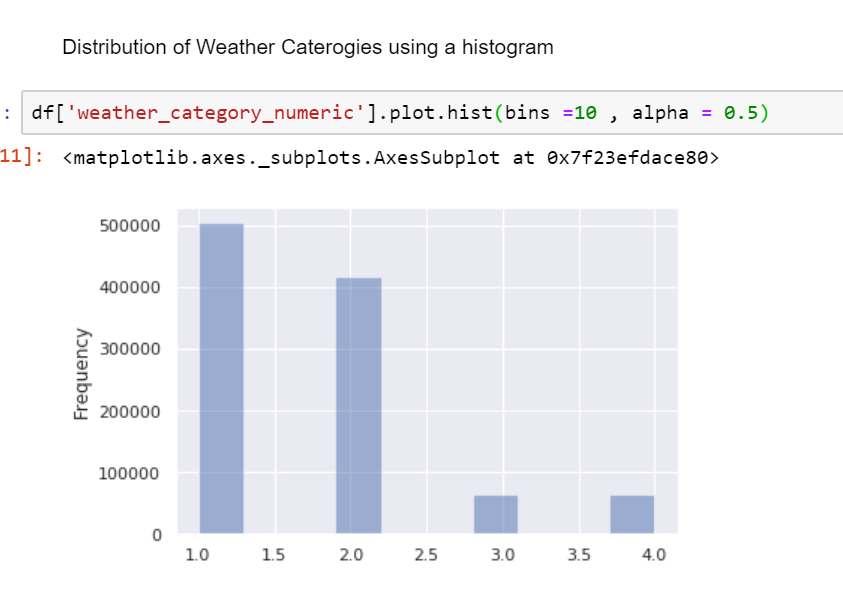 Distribution of Weather Caterogies using a histogram
: df['weather_category_numeric'].plot.hist(bins =10 , alpha = 0.5)
11]: <matplotlib.axes._subplots.AxesSubplot at 0x7f23efdace80>
500000
400000
300000
200000
100000
0
Frequency
1.0 1.5 2.0 2.5 3.0 3.5 4.0